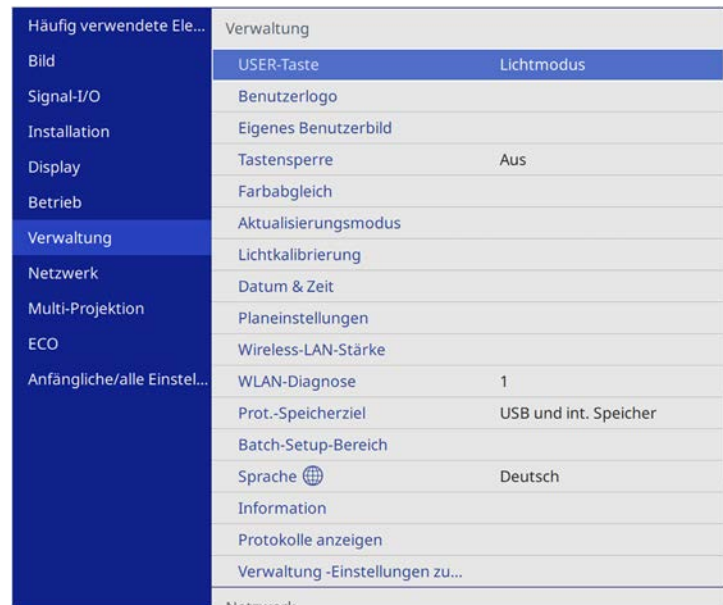 Häufig verwendete Ele...
Bild
Signal-I/O
Installation
Display
Betrieb
Verwaltung
Netzwerk
Multi-Projektion
ECO
Anfängliche/alle Einstel...
Verwaltung
USER-Taste Lichtmodus
Benutzerlogo
Eigenes Benutzerbild
Tastensperre Aus
Farbabgleich
Aktualisierungsmodus
Lichtkalibrierung
Datum & Zeit
Planeinstellungen
Wireless-LAN-Stärke
WLAN-Diagnose 1
Prot.-Speicherziel USB und int. Speicher
Batch-Setup-Bereich
Sprache Deutsch
Information
Protokolle anzeigen
Verwaltung -Einstellungen zu...
Netzwerk